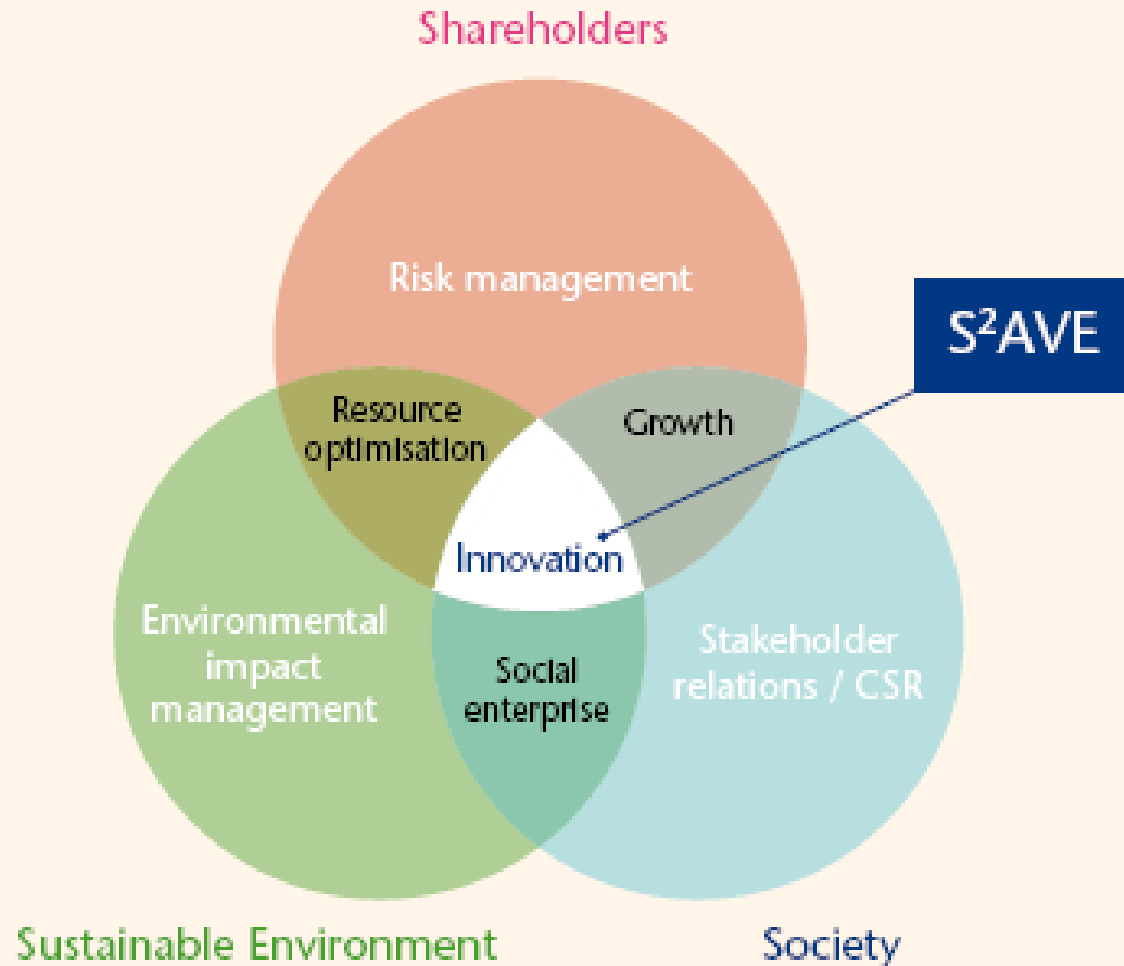 Shareholders
Risk management
S²AVE
Resource
optimisation
Growth
Innovation
Environmental
impact
management
Social
enterprise
Stakeholder
relations / CSR
Sustainable Environment
Society